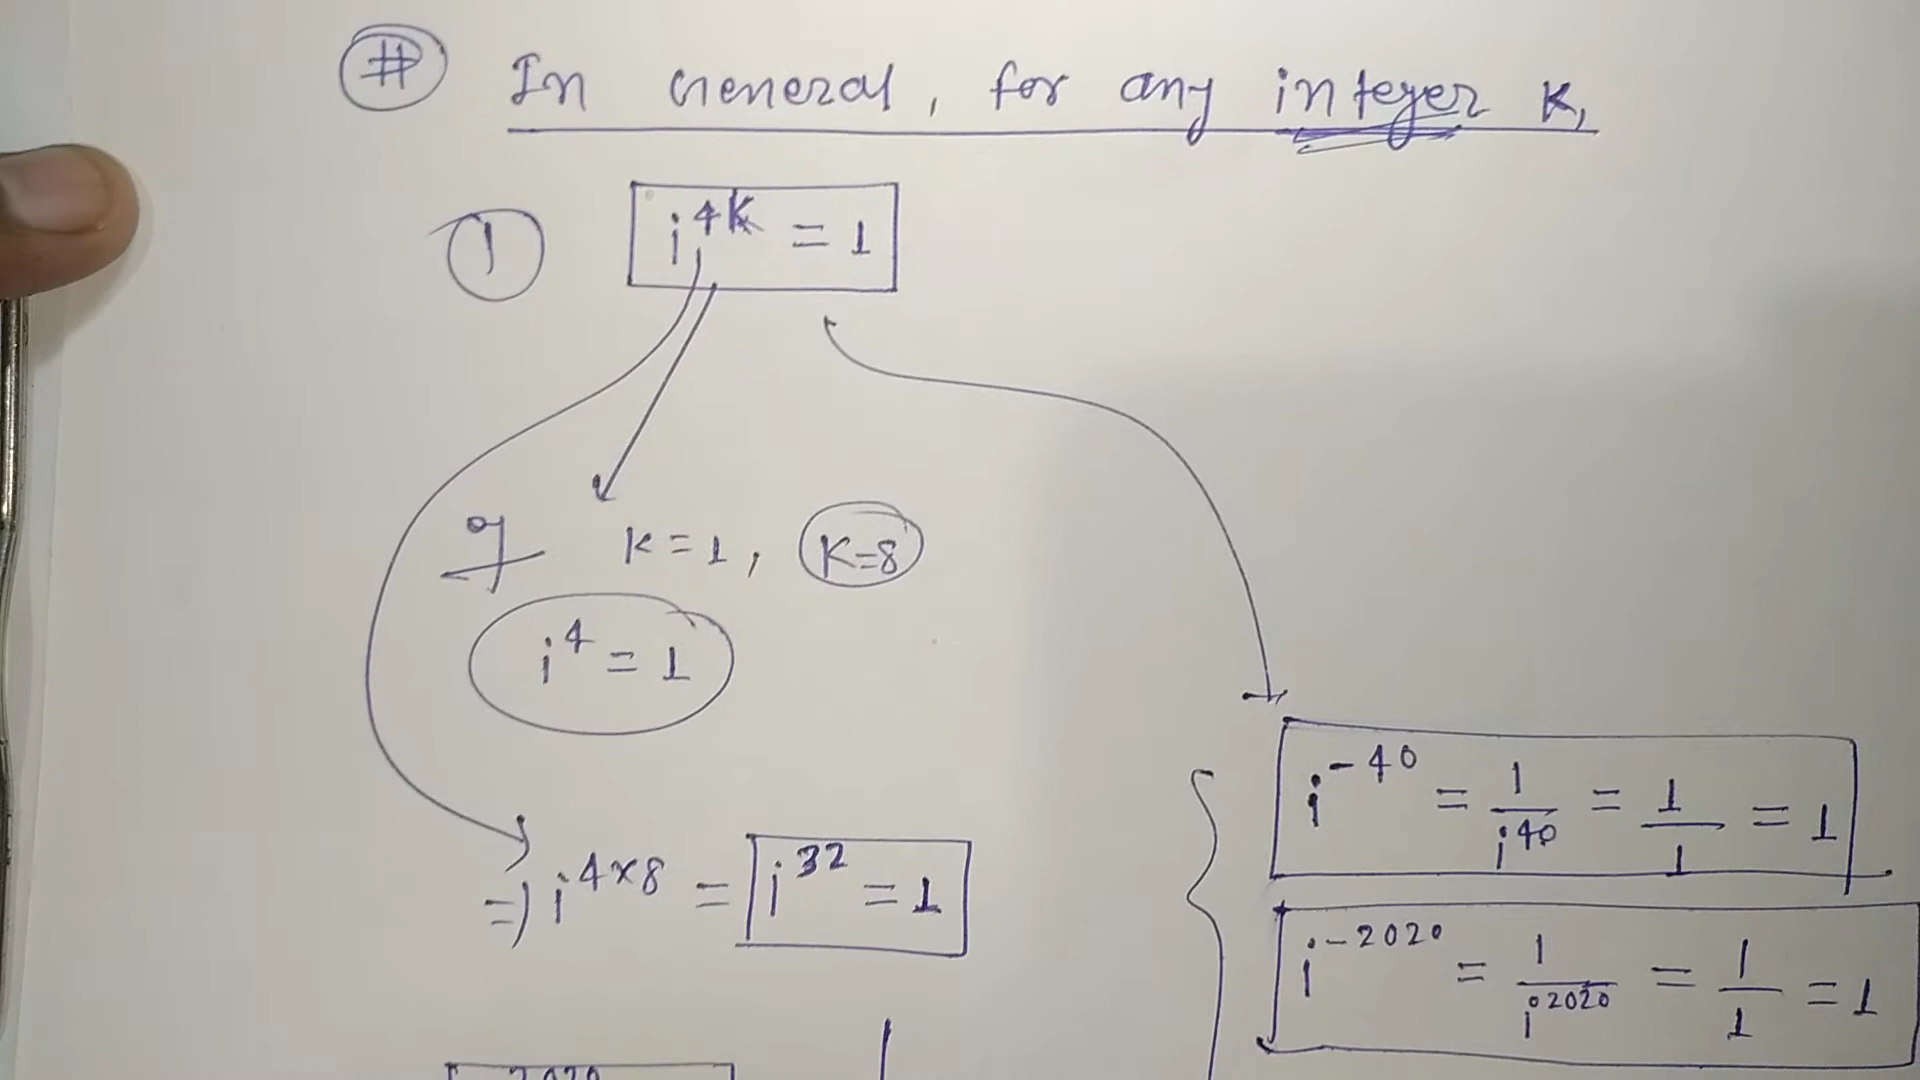 # In General, for any integer K,
① i^4K = 1
eg K=1, K=8
i^4 = 1
=) i^4×8 = i^32 = 1
i^-40 = 1/i^40 = 1/1 = 1
i^-2020 = 1/i^2020 = 1/1 = 1